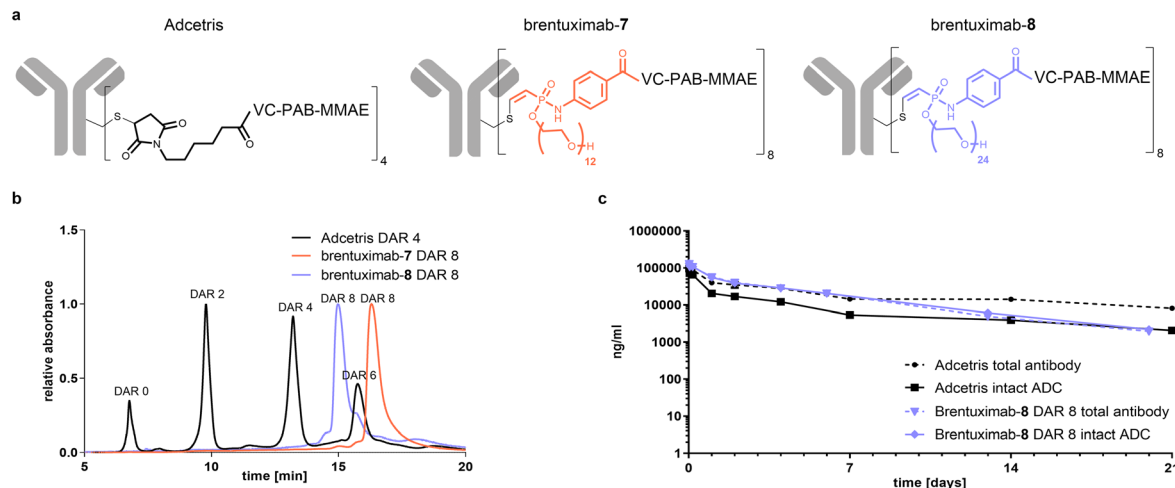 a
Adcetris
brentuximab-7
brentuximab-8
S
O
N
O
O
VC-PAB-MMAE
4
S
O
P
N
H
O
O
VC-PAB-MMAE
O
H
12
8
S
O
P
N
H
O
O
VC-PAB-MMAE
O
H
24
8
b
relative absorbance
1.5
1.0
0.5
0.0
5
10
15
20
time [min]
Adcetris DAR 4
brentuximab-7 DAR 8
brentuximab-8 DAR 8
DAR 0
DAR 2
DAR 4
DAR 8
DAR 8
DAR 6
c
ng/ml
1000000
100000
10000
1000
100
10
1
0
7
14
21
time [days]
Adcetris total antibody
Adcetris intact ADC
Brentuximab-8 DAR 8 total antibody
Brentuximab-8 DAR 8 intact ADC